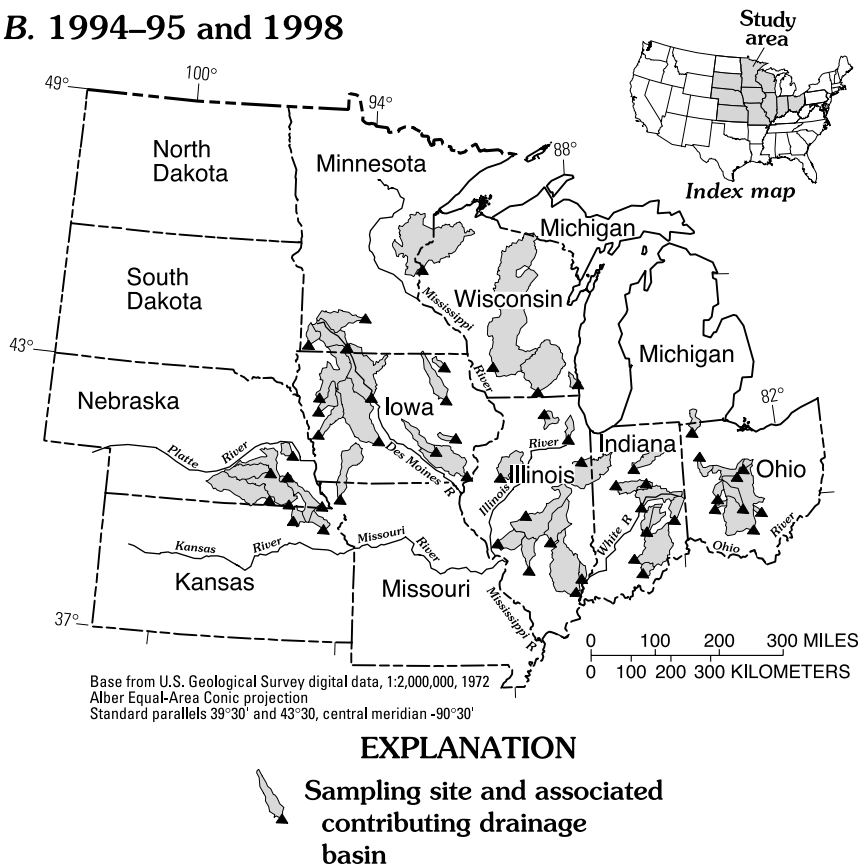 B. 1994–95 and 1998
Study
area
Index map
49°
100°
94°
88°
North
Dakota
Minnesota
Michigan
South
Dakota
Mississippi
Wisconsin
43°
Michigan
River
82°
Nebraska
Iowa
Platte
River
River
Indiana
Des Moines R
Illinois
Ohio
Illinois
White R
River
Kansas
River
Missouri
River
Ohio
Kansas
Missouri
Mississippi R
37°
0 100 200 300 MILES
0 100 200 300 KILOMETERS
Base from U.S. Geological Survey digital data, 1:2,000,000, 1972
Alber Equal-Area Conic projection
Standard parallels 39°30' and 43°30, central meridian -90°30'
EXPLANATION
Sampling site and associated
contributing drainage
basin